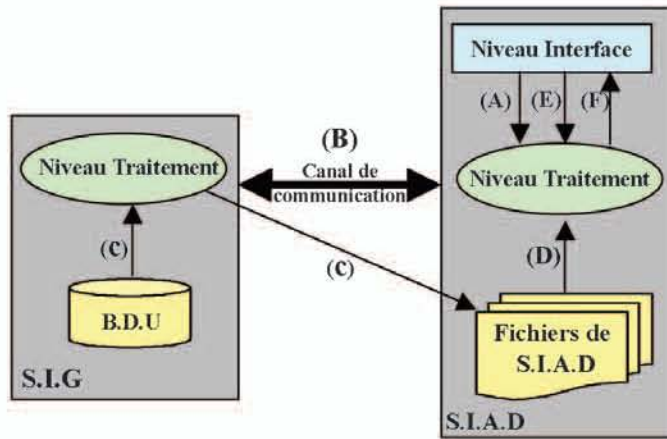 Niveau Interface
(A)
(E)
(F)
(B)
Niveau Traitement
Canal de
communication
Niveau Traitement
(c)
(c)
(D)
B.D.U
Fichiers de
S.I.A.D
S.I.G
S.I.A.D